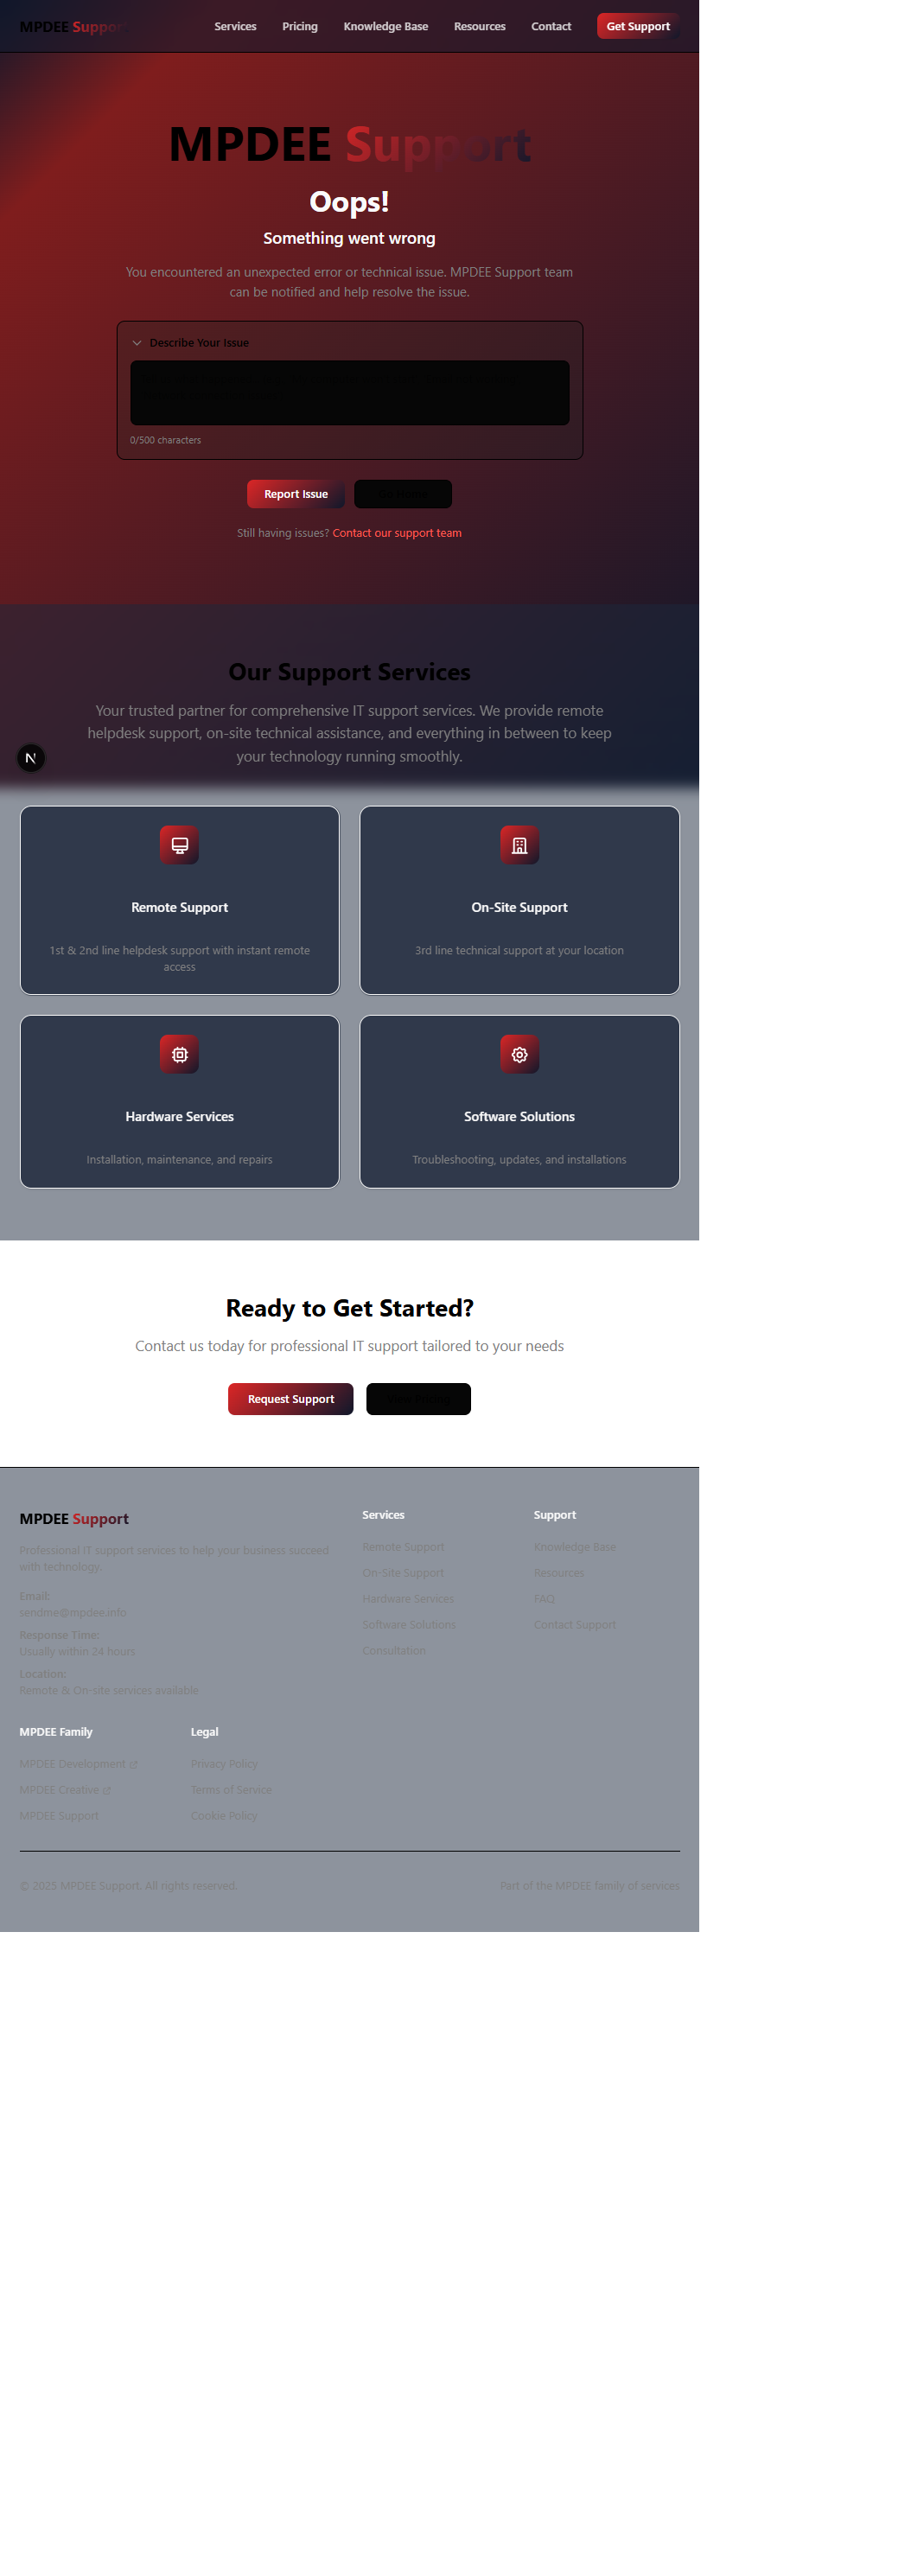 MPDEE Support
Services
Pricing
Knowledge Base
Resources
Contact
Get Support
MPDEE Support
Oops!
Something went wrong
You encountered an unexpected error or technical issue. MPDEE Support team
can be notified and help resolve the issue.
Describe Your Issue
0/500 characters
Report Issue
Still having issues? Contact our support team
Our Support Services
Your trusted partner for comprehensive IT support services. We provide remote
helpdesk support, on-site technical assistance, and everything in between to keep
your technology running smoothly.
N
Remote Support
1st & 2nd line helpdesk support with instant remote
access
On-Site Support
3rd line technical support at your location
Hardware Services
Installation, maintenance, and repairs
Software Solutions
Troubleshooting, updates, and installations
Ready to Get Started?
Contact us today for professional IT support tailored to your needs
Request Support
MPDEE Support
Professional IT support services to help your business succeed
with technology.
Email:
sendme@mpdee.info
Response Time:
Usually within 24 hours
Location:
Remote & On-site services available
Services
Remote Support
On-Site Support
Hardware Services
Software Solutions
Consultation
Support
Knowledge Base
Resources
FAQ
Contact Support
MPDEE Family
MPDEE Development
MPDEE Creative
MPDEE Support
Legal
Privacy Policy
Terms of Service
Cookie Policy
© 2025 MPDEE Support. All rights reserved.
Part of the MPDEE family of services